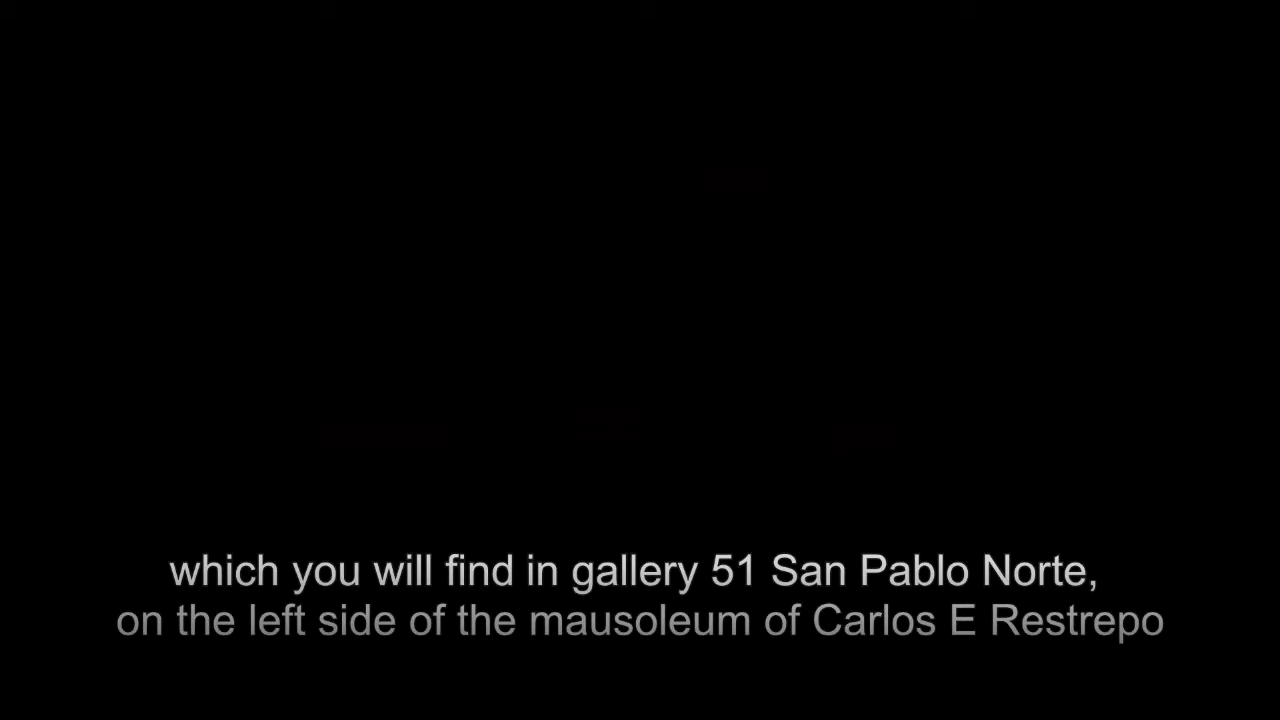 which you will find in gallery 51 San Pablo Norte,
on the left side of the mausoleum of Carlos E Restrepo